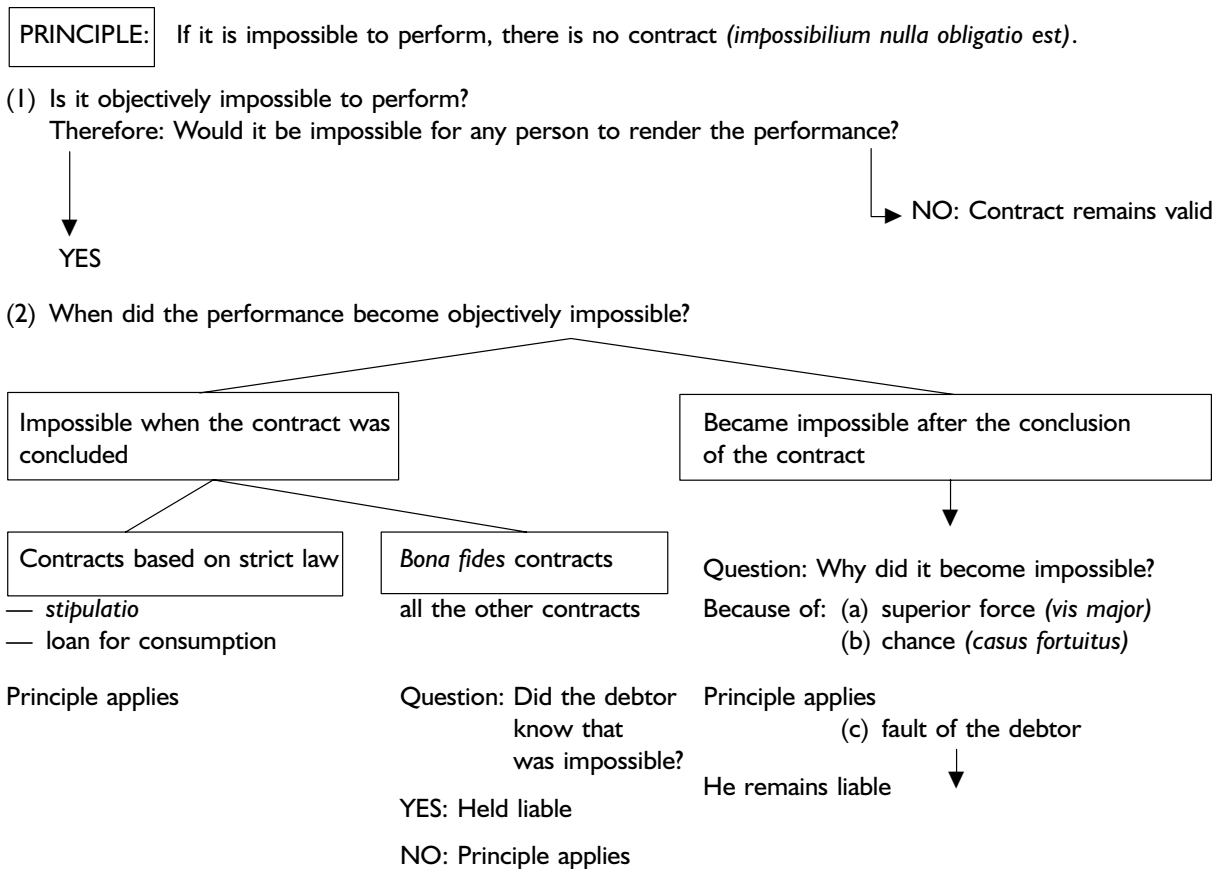 PRINCIPLE: If it is impossible to perform, there is no contract (impossibilium nulla obligatio est).
(1) Is it objectively impossible to perform?
Therefore: Would it be impossible for any person to render the performance?
NO: Contract remains valid
YES
(2) When did the performance become objectively impossible?
Impossible when the contract was
concluded
Became impossible after the conclusion
of the contract
Contracts based on strict law
— stipulatio
— loan for consumption
Principle applies
Bona fides contracts
all the other contracts
Question: Did the debtor
know that
was impossible?
YES: Held liable
NO: Principle applies
Question: Why did it become impossible?
Because of: (a) superior force (vis major)
(b) chance (casus fortuitus)
Principle applies
(c) fault of the debtor
He remains liable